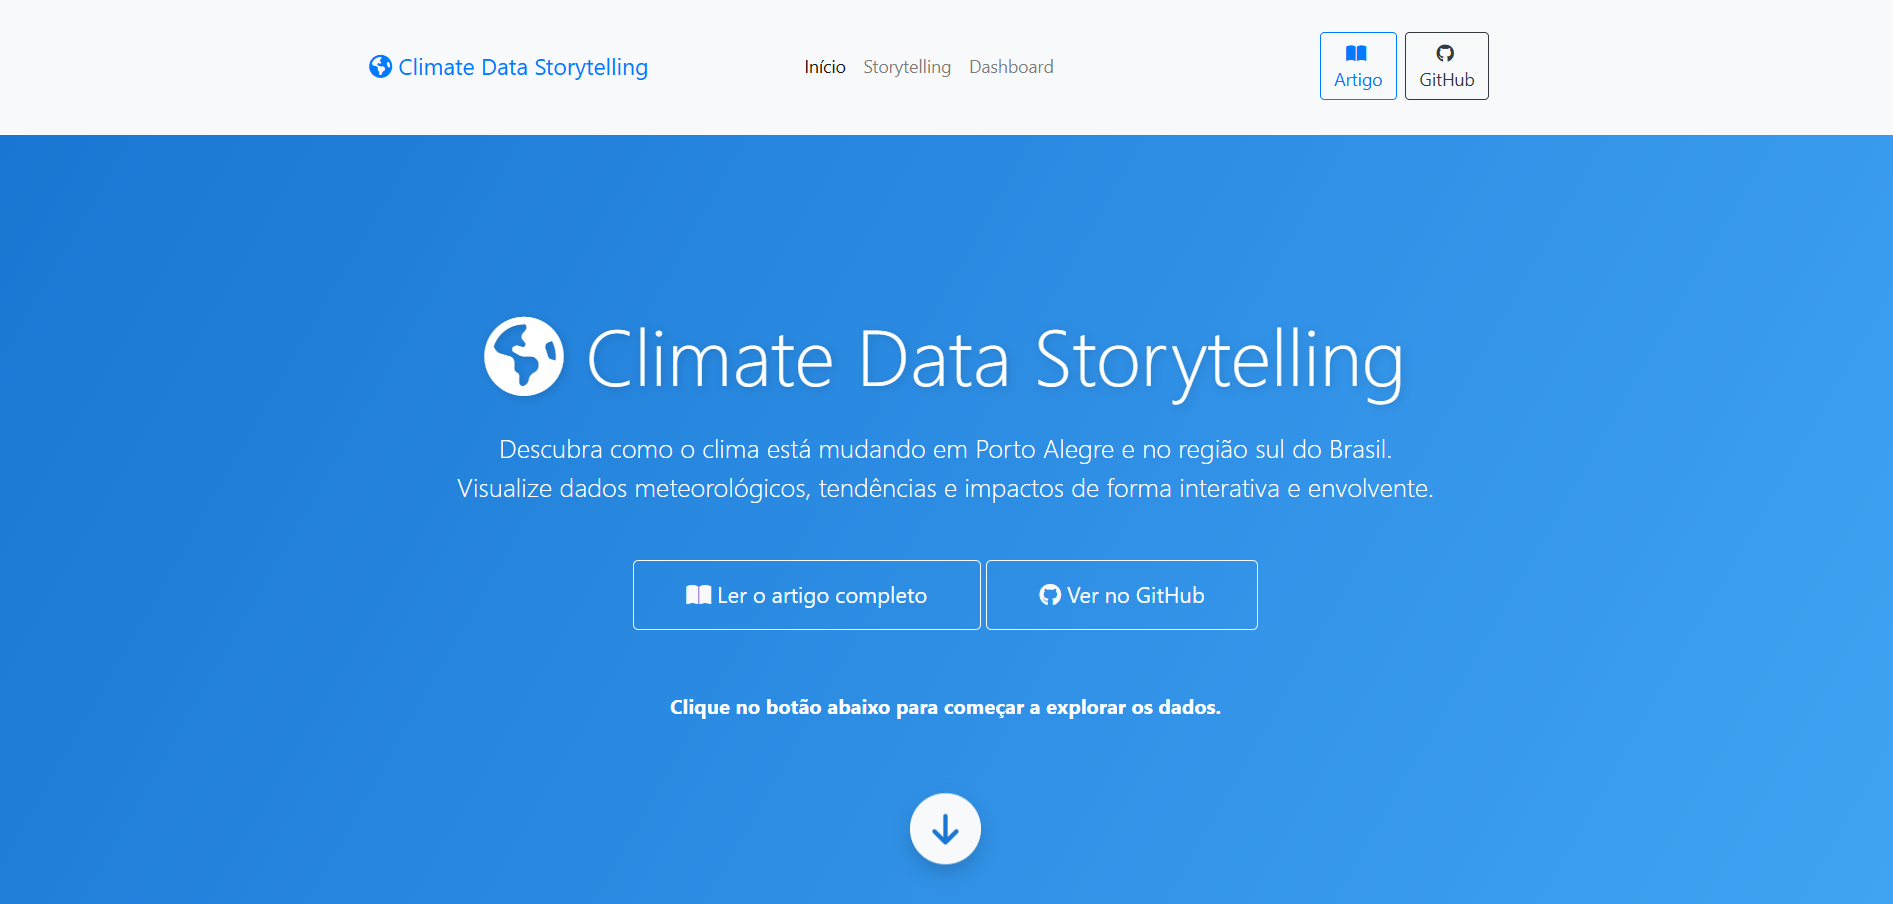 Climate Data Storytelling
Início Storytelling Dashboard
Artigo
GitHub
Climate Data Storytelling
Descubra como o clima está mudando em Porto Alegre e no região sul do Brasil.
Visualize dados meteorológicos, tendências e impactos de forma interativa e envolvente.
Ler o artigo completo
Ver no GitHub
Clique no botão abaixo para começar a explorar os dados.